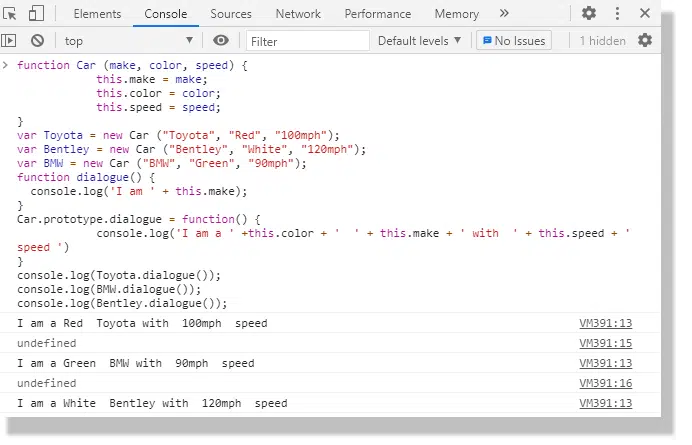 Elements Console Sources Network Performance Memory »
top Filter Default levels No Issues 1 hidden
> function Car (make, color, speed) {
this.make = make;
this.color = color;
this.speed = speed;
}
var Toyota = new Car ("Toyota", "Red", "100mph");
var Bentley = new Car ("Bentley", "White", "120mph");
var BMW = new Car ("BMW", "Green", "90mph");
function dialogue() {
console.log('I am ' + this.make);
}
Car.prototype.dialogue = function() {
console.log('I am a ' +this.color + '  ' + this.make + ' with  ' + this.speed + '
speed ')
}
console.log(Toyota.dialogue());
console.log(BMW.dialogue());
console.log(Bentley.dialogue());
I am a Red  Toyota with  100mph  speed VM391:13
undefined VM391:15
I am a Green  BMW with  90mph  speed VM391:13
undefined VM391:16
I am a White  Bentley with  120mph  speed VM391:13